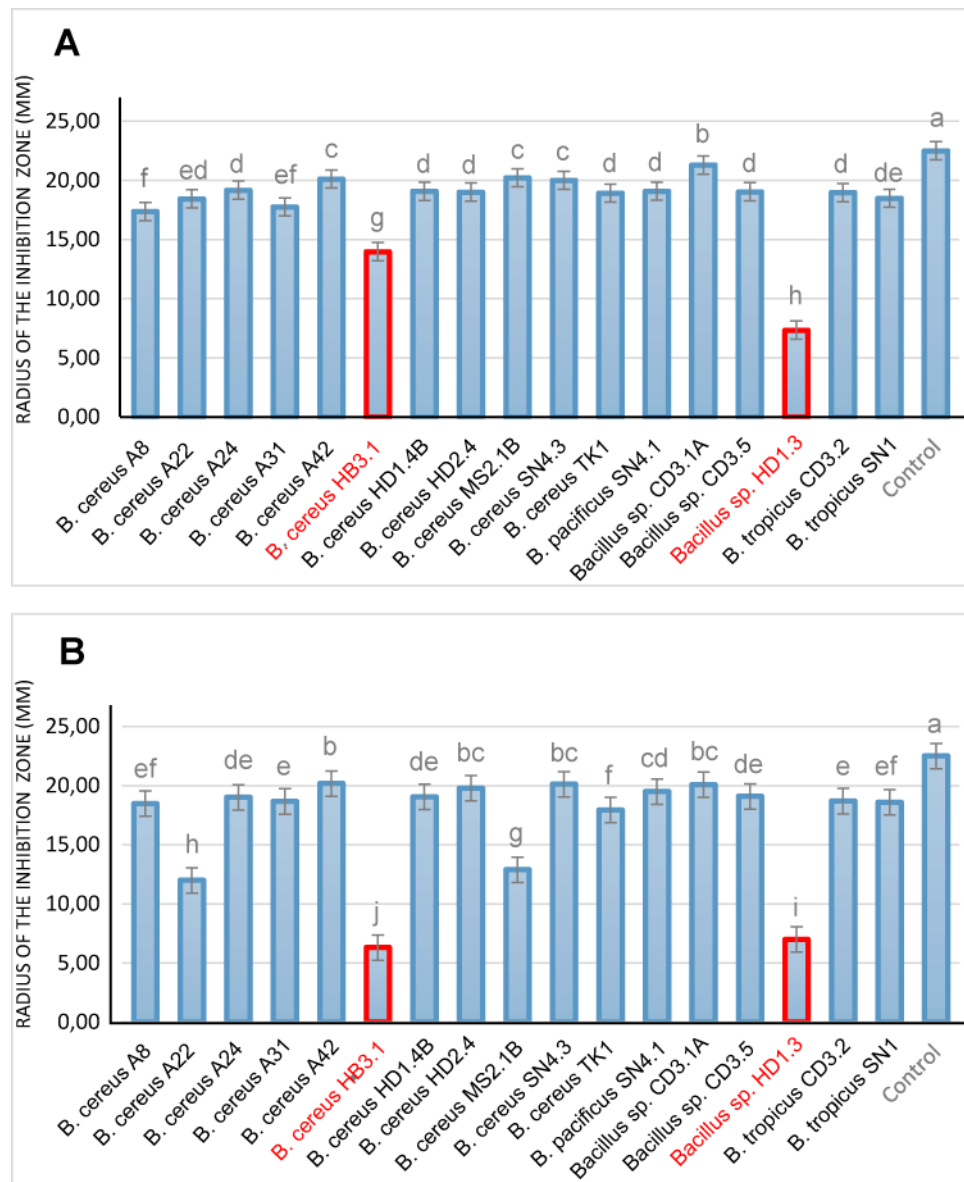 A
RADIUS OF THE INHIBITION ZONE (MM)
25,00
20,00
15,00
10,00
5,00
0,00
f
ed
d
ef
c
g
d
d
c
c
d
d
b
d
h
d
de
a
B. cereus A8
B. cereus A22
B. cereus A24
B. cereus A31
B. cereus A42
B, cereus HB3.1
B. cereus HD1.4B
B. cereus HD2.4
B. cereus MS2.1B
B. cereus SN4.3
B. cereus TK1
B. pacificus SN4.1
Bacillus sp. CD3.1A
Bacillus sp. CD3.5
Bacillus sp. HD1.3
B. tropicus CD3.2
B. tropicus SN1
Control
B
RADIUS OF THE INHIBITION ZONE (MM)
25,00
20,00
15,00
10,00
5,00
0,00
ef
h
de
e
b
j
de
bc
g
bc
f
cd
bc
de
i
e
ef
a
B. cereus A8
B. cereus A22
B. cereus A24
B. cereus A31
B. cereus A42
B. cereus HB3.1
B. cereus HD1.4B
B. cereus HD2.4
B. cereus MS2.1B
B. cereus SN4.3
B. cereus TK1
B. pacificus SN4.1
Bacillus sp. CD3.1A
Bacillus sp. CD3.5
Bacillus sp. HD1.3
B. tropicus CD3.2
B. tropicus SN1
Control